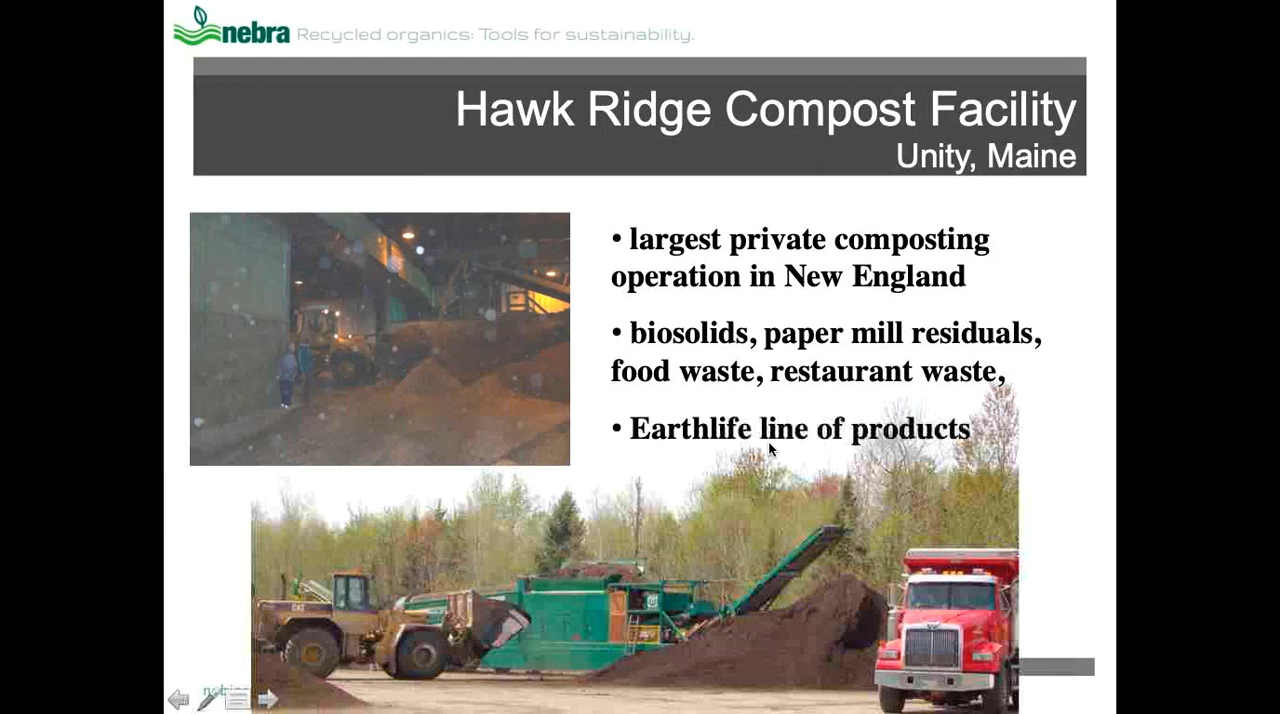 nebra Recycled organics: Tools for sustainability.
Hawk Ridge Compost Facility
Unity, Maine
• largest private composting
operation in New England
• biosolids, paper mill residuals,
food waste, restaurant waste,
• Earthlife line of products
CAT